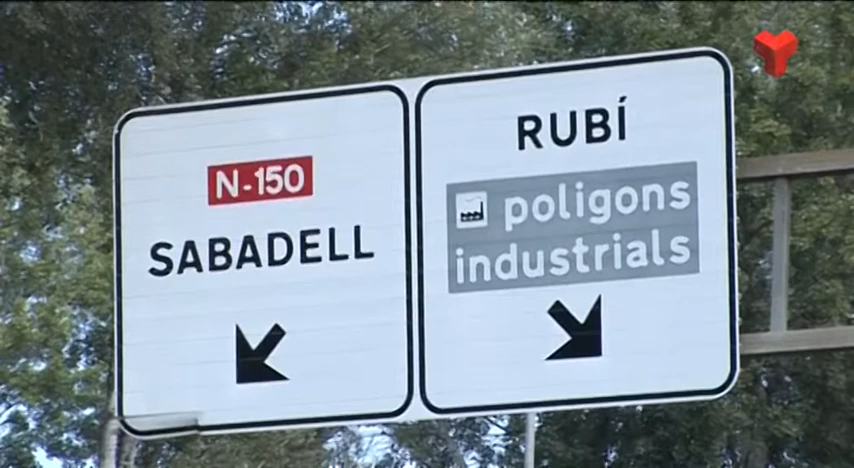 N-150
SABADELL
RUBÍ
poligons
industrials